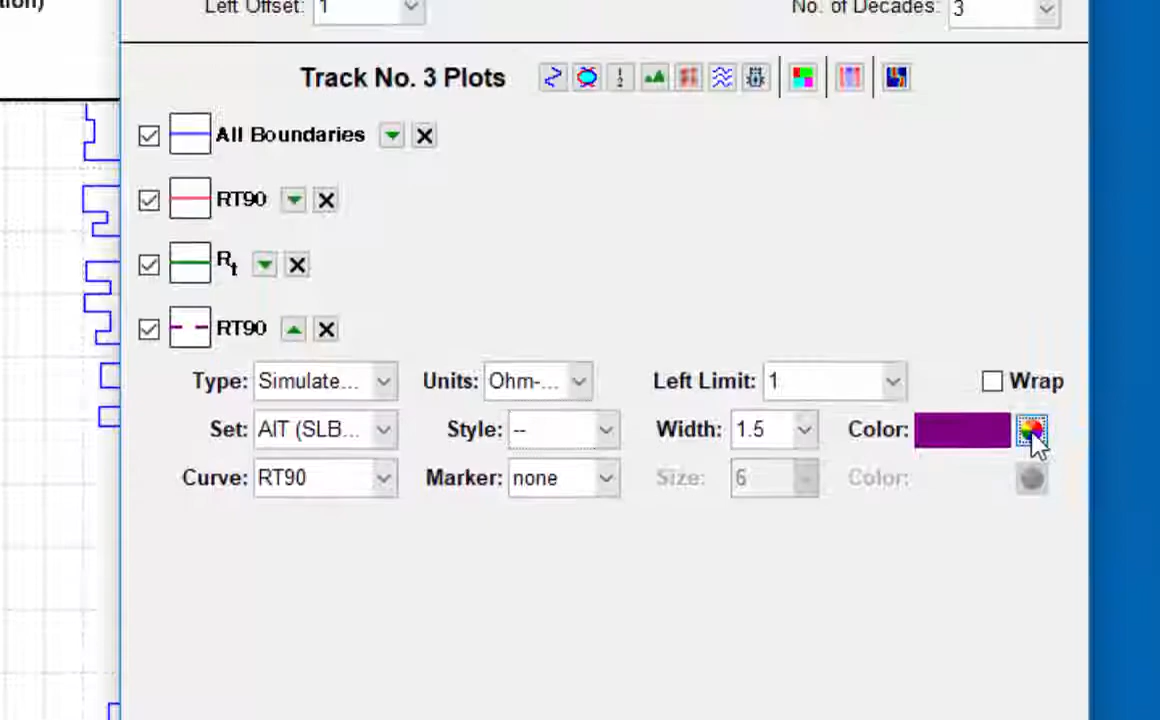 tion)
Left Offset: 1 No. of Decades: 3
Track No. 3 Plots
All Boundaries
RT90
Rt
RT90
Type: Simulate... Units: Ohm-... Left Limit: 1 Wrap
Set: AIT (SLB... Style: -- Width: 1.5 Color:
Curve: RT90 Marker: none Size: 6 Color: